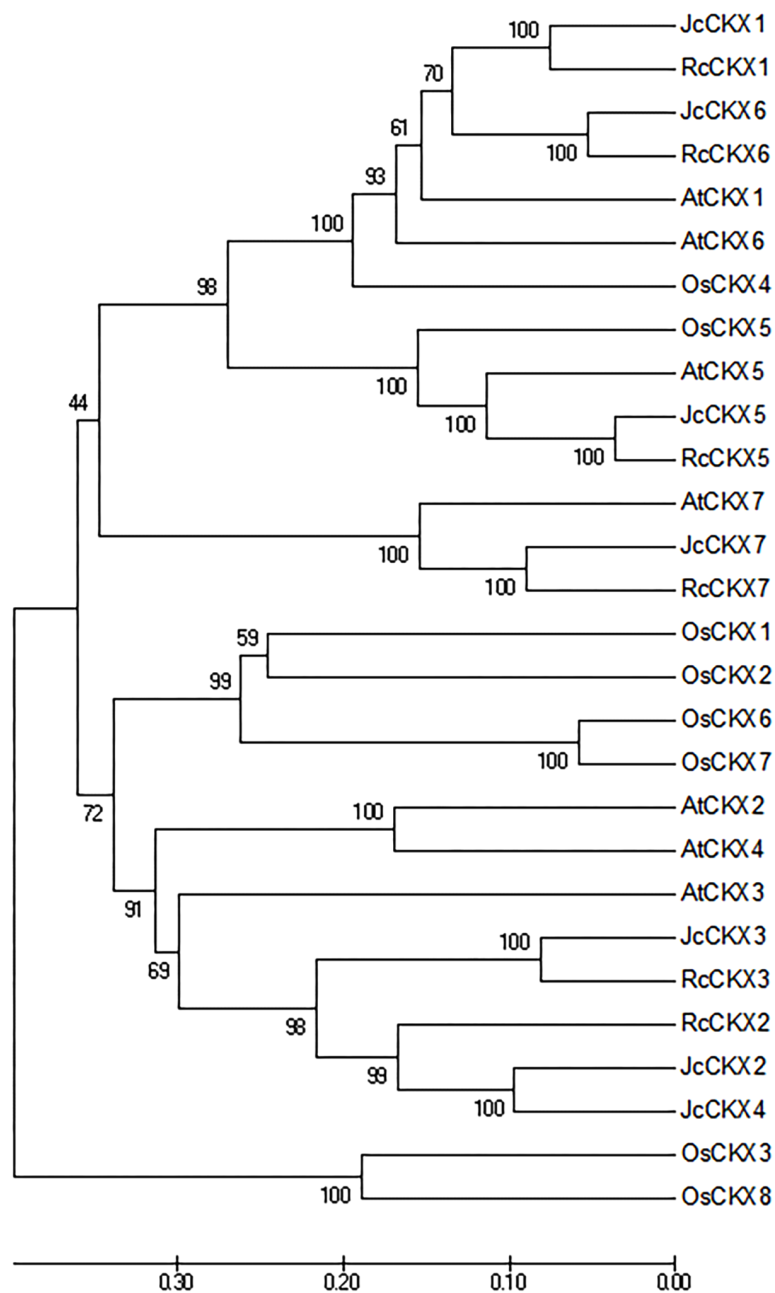 JcCKX1
100
RcCKX1
70
JcCKX6
61
100
RcCKX6
93
AtCKX1
100
AtCKX6
98
OsCKX4
OsCKX5
100
AtCKX5
44
100
JcCKX5
100
RcCKX5
AtCKX7
100
JcCKX7
100
RcCKX7
59
OsCKX1
99
OsCKX2
OsCKX6
100
OsCKX7
72
100
AtCKX2
AtCKX4
91
AtCKX3
69
100
JcCKX3
RcCKX3
98
RcCKX2
99
JcCKX2
100
JcCKX4
OsCKX3
100
OsCKX8
0.30 0.20 0.10 0.00